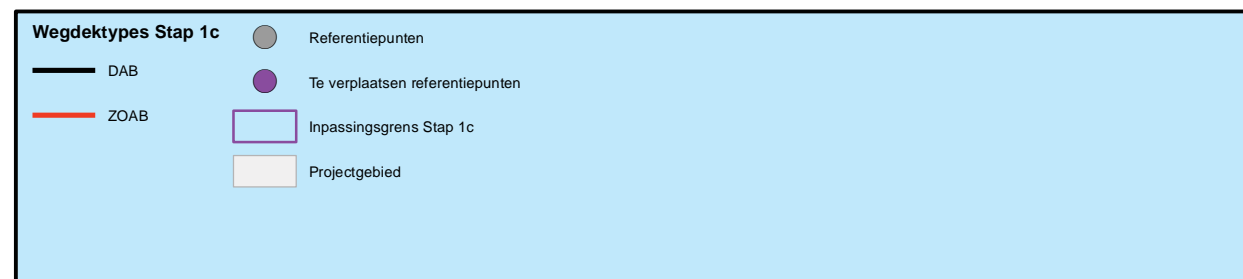 Wegdektypes Stap 1c
DAB
ZOAB
Referentiepunten
Te verplaatsen referentiepunten
Inpassingsgrens Stap 1c
Projectgebied